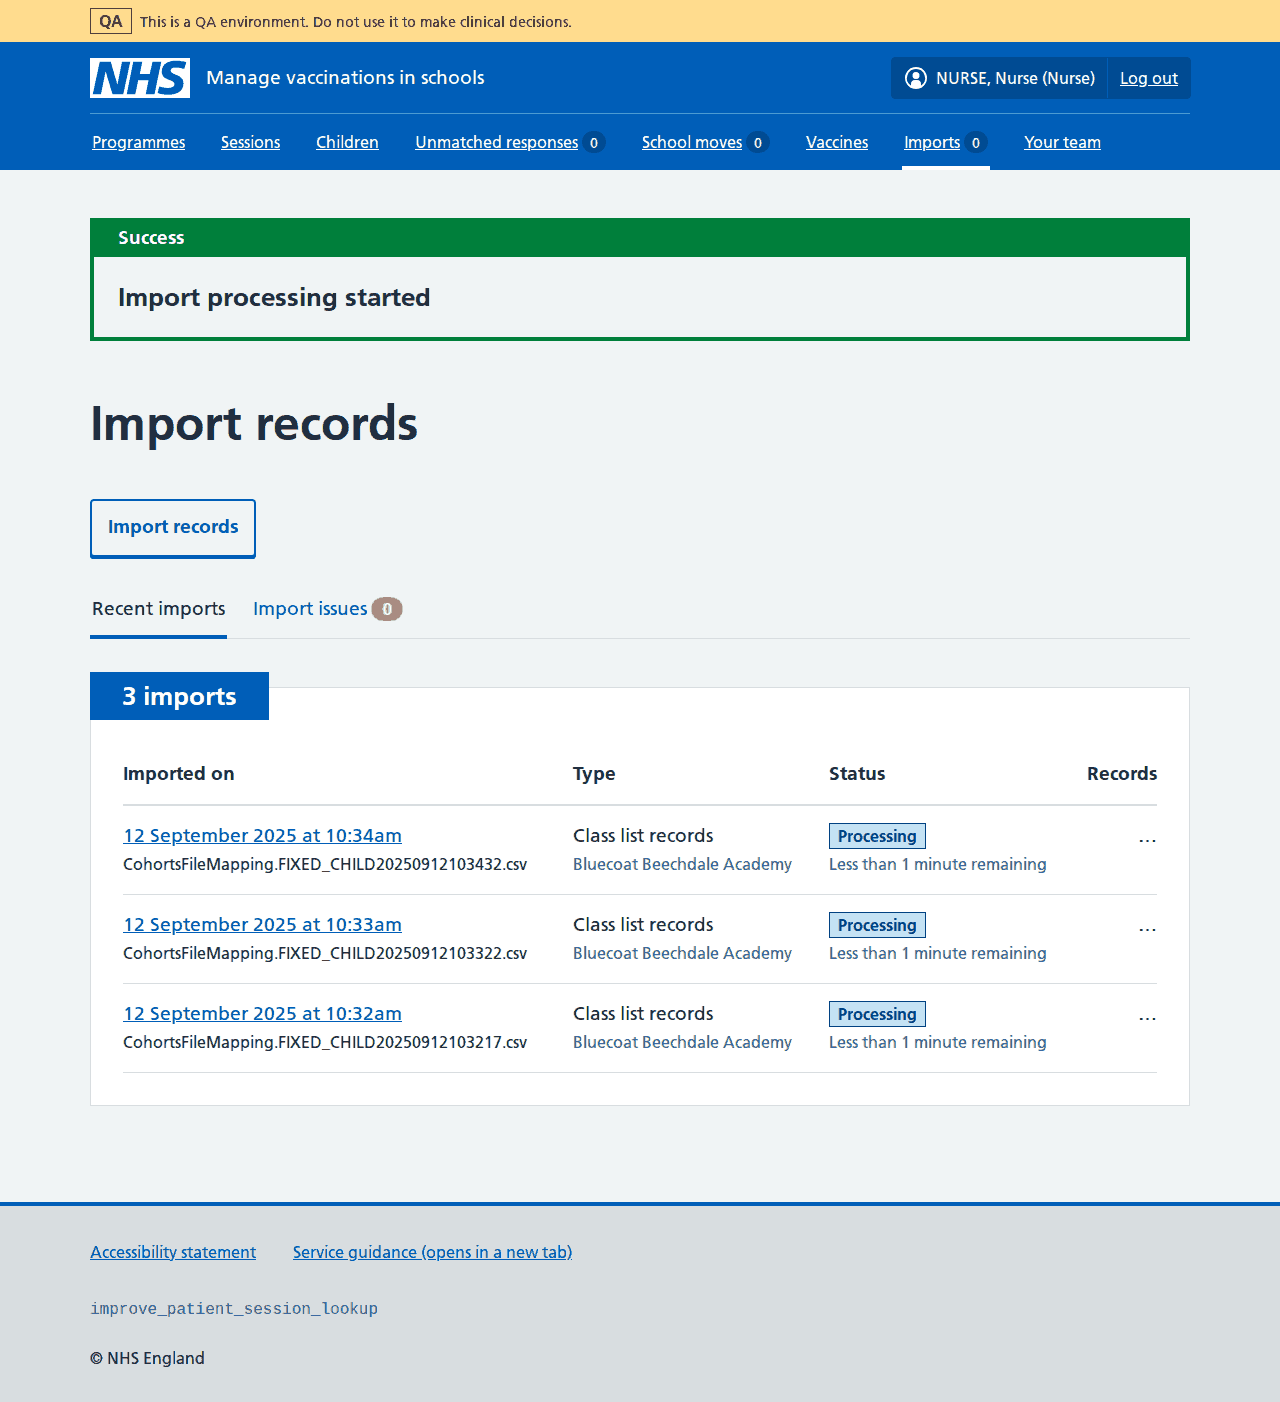 QA This is a QA environment. Do not use it to make clinical decisions.
NHS Manage vaccinations in schools NURSE, Nurse (Nurse) Log out
Programmes Sessions Children Unmatched responses 0 School moves 0 Vaccines Imports 0 Your team
Success
Import processing started
Import records
Import records
Recent imports Import issues 0
3 imports
Imported on Type Status Records
12 September 2025 at 10:34am Class list records Processing ...
CohortsFileMapping.FIXED_CHILD20250912103432.csv Bluecoat Beechdale Academy Less than 1 minute remaining
12 September 2025 at 10:33am Class list records Processing ...
CohortsFileMapping.FIXED_CHILD20250912103322.csv Bluecoat Beechdale Academy Less than 1 minute remaining
12 September 2025 at 10:32am Class list records Processing ...
CohortsFileMapping.FIXED_CHILD20250912103217.csv Bluecoat Beechdale Academy Less than 1 minute remaining
Accessibility statement Service guidance (opens in a new tab)
improve_patient_session_lookup
© NHS England